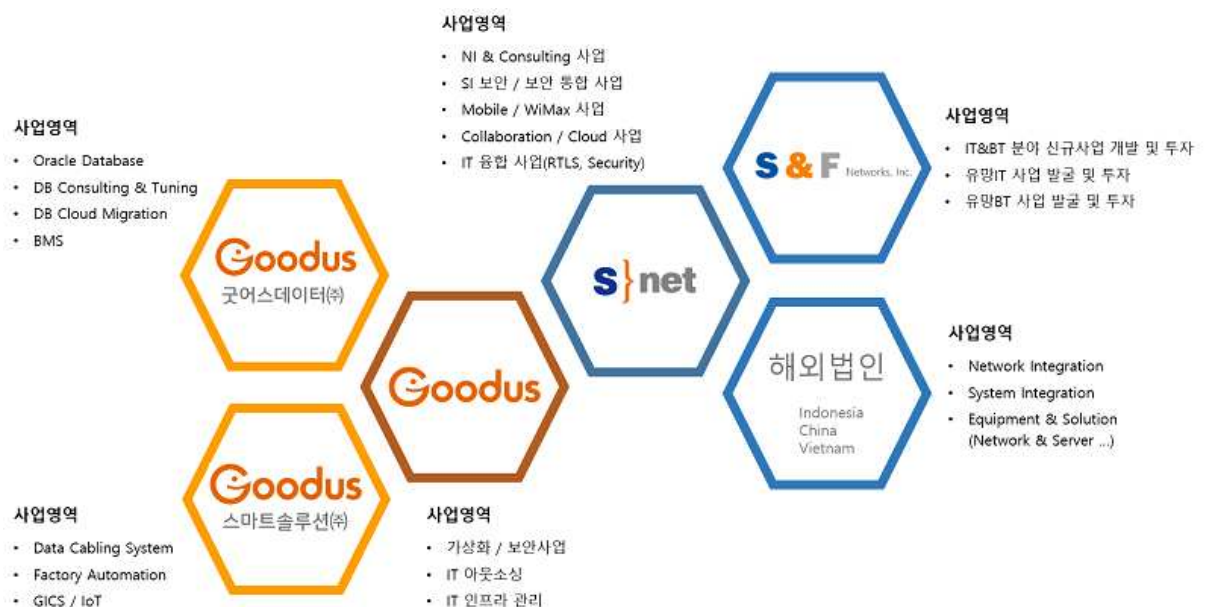 사업영역
• NI & Consulting 사업
• SI 보안 / 보안 통합 사업
• Mobile / WiMax 사업
• Collaboration / Cloud 사업
• IT 융합 사업(RTLS, Security)
사업영역
• Oracle Database
• DB Consulting & Tuning
• DB Cloud Migration
• BMS
S & F Networks, Inc.
사업영역
• IT&BT 분야 신규사업 개발 및 투자
• 유망IT 사업 발굴 및 투자
• 유망BT 사업 발굴 및 투자
Goodus
굿어스데이터㈜
S}net
Goodus
해외법인
Indonesia
China
Vietnam
사업영역
• Network Integration
• System Integration
• Equipment & Solution
(Network & Server ...)
Goodus
스마트솔루션㈜
사업영역
• Data Cabling System
• Factory Automation
• GICS / IoT
사업영역
• 가상화 / 보안사업
• IT 아웃소싱
• IT 인프라 관리